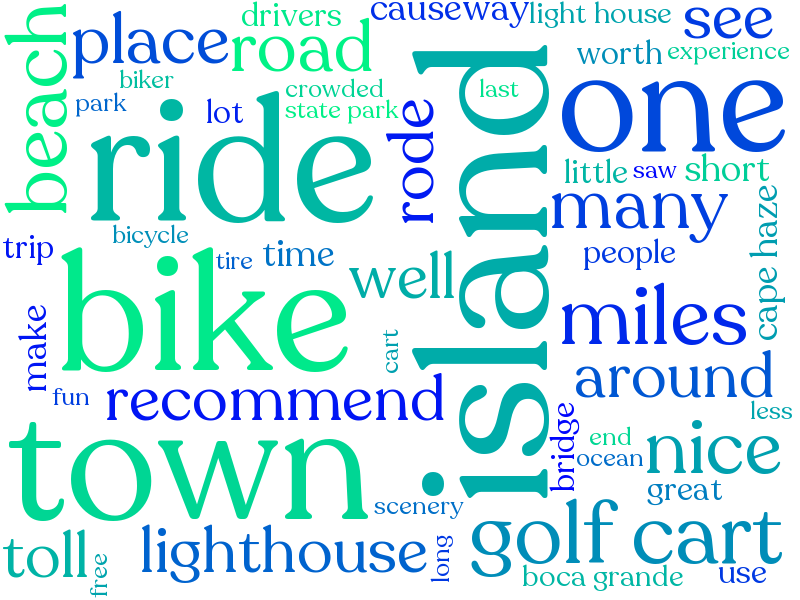 beach
place
drivers
road
causeway
light house
see
worth
experience
biker
park
lot
crowded
state park
ride
rode
island
last
one
little
saw
short
many
cape haze
people
trip
bicycle
tire
time
well
bike
make
fun
cart
miles
around
recommend
less
bridge
end
ocean
nice
great
town
scenery
golf cart
toll
free
lighthouse
long
boca grande
use